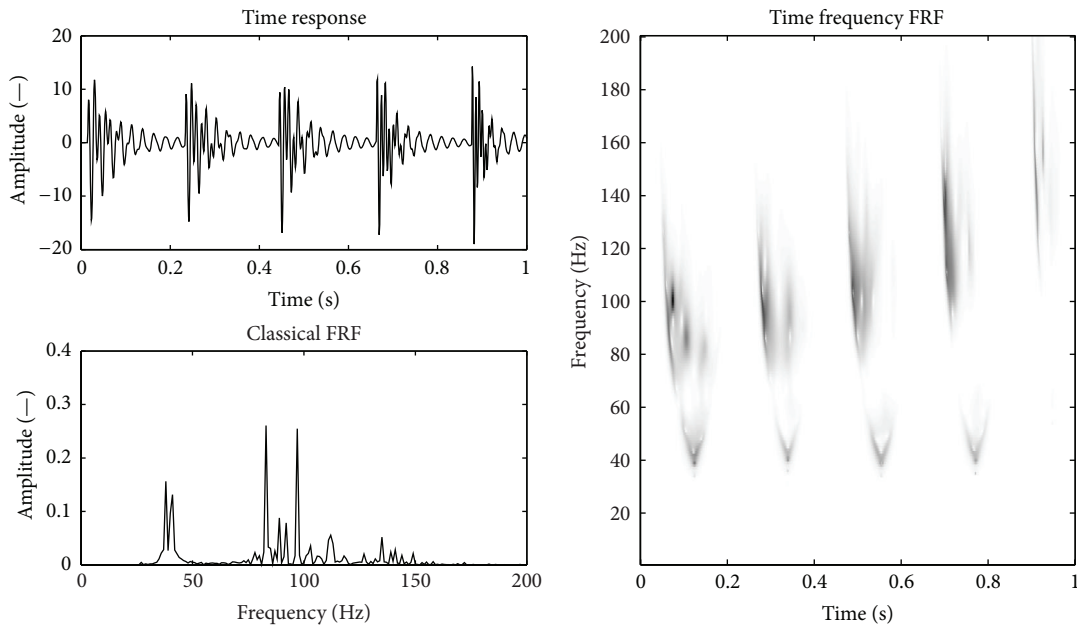 Time response
Amplitude (—)
20
10
0
−10
−20
0 0.2 0.4 0.6 0.8 1
Time (s)
Classical FRF
Amplitude (—)
0.4
0.3
0.2
0.1
0
0 50 100 150 200
Frequency (Hz)
Time frequency FRF
Frequency (Hz)
200
180
160
140
120
100
80
60
40
20
0 0.2 0.4 0.6 0.8 1
Time (s)